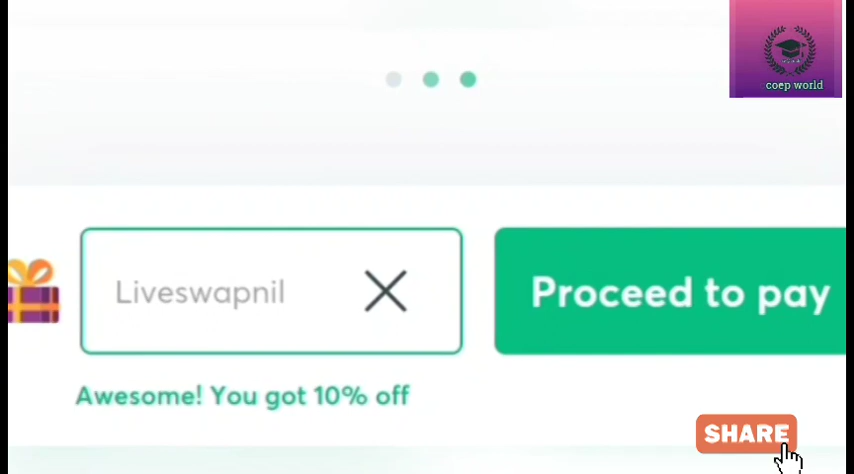 coep world
Liveswapnil
Proceed to pay
Awesome! You got 10% off
SHARE